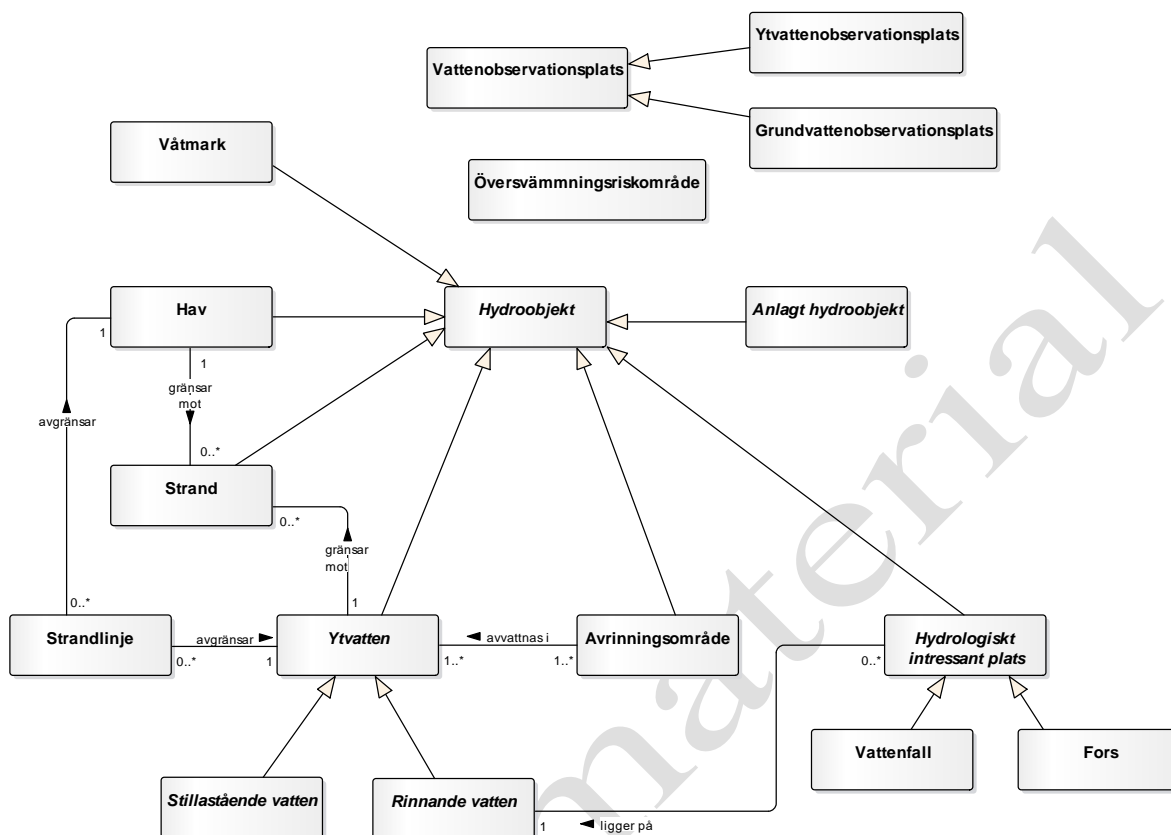 Ytvattenobservationsplats
Vattenobservationsplats
Grundvattenobservationsplats
Våtmark
Översvämmningsriskområde
Hav
Hydroobjekt
Anlagt hydroobjekt
1
1
gränsar
mot
avgränsar
0..*
Strand
0..*
gränsar
mot
0..*
1
Strandlinje
avgränsar
0..*
1
Ytvatten
avvattnas i
1..*
1..*
Avrinningsområde
0..*
Hydrologiskt
intressant plats
Vattenfall
Fors
Stillastående vatten
Rinnande vatten
1
ligger på
material